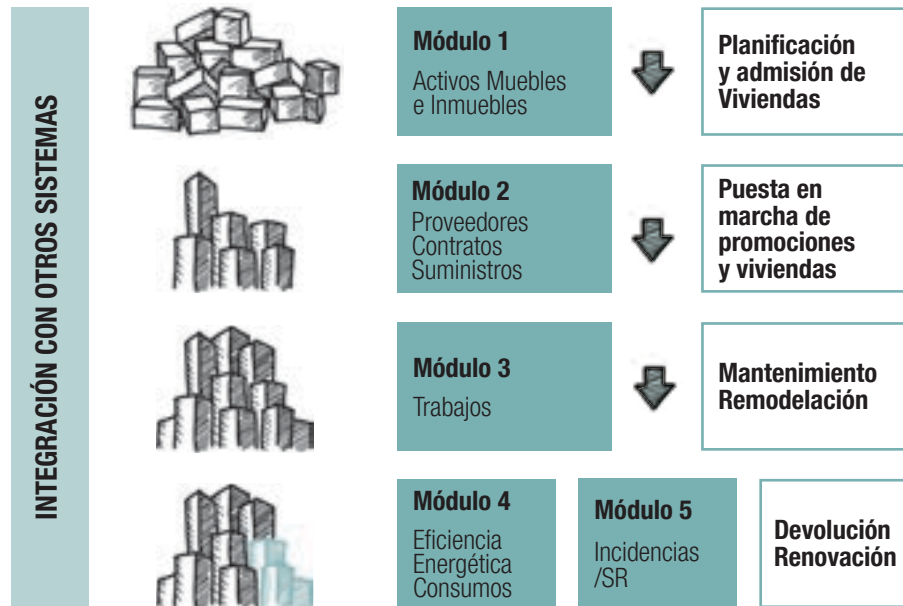 INTEGRACIÓN CON OTROS SISTEMAS
Módulo 1
Activos Muebles
e Inmuebles
Planificación
y admisión de
Viviendas
Módulo 2
Proveedores
Contratos
Suministros
Puesta en
marcha de
promociones
y viviendas
Módulo 3
Trabajos
Mantenimiento
Remodelación
Módulo 4
Eficiencia
Energética
Consumos
Módulo 5
Incidencias
/SR
Devolución
Renovación